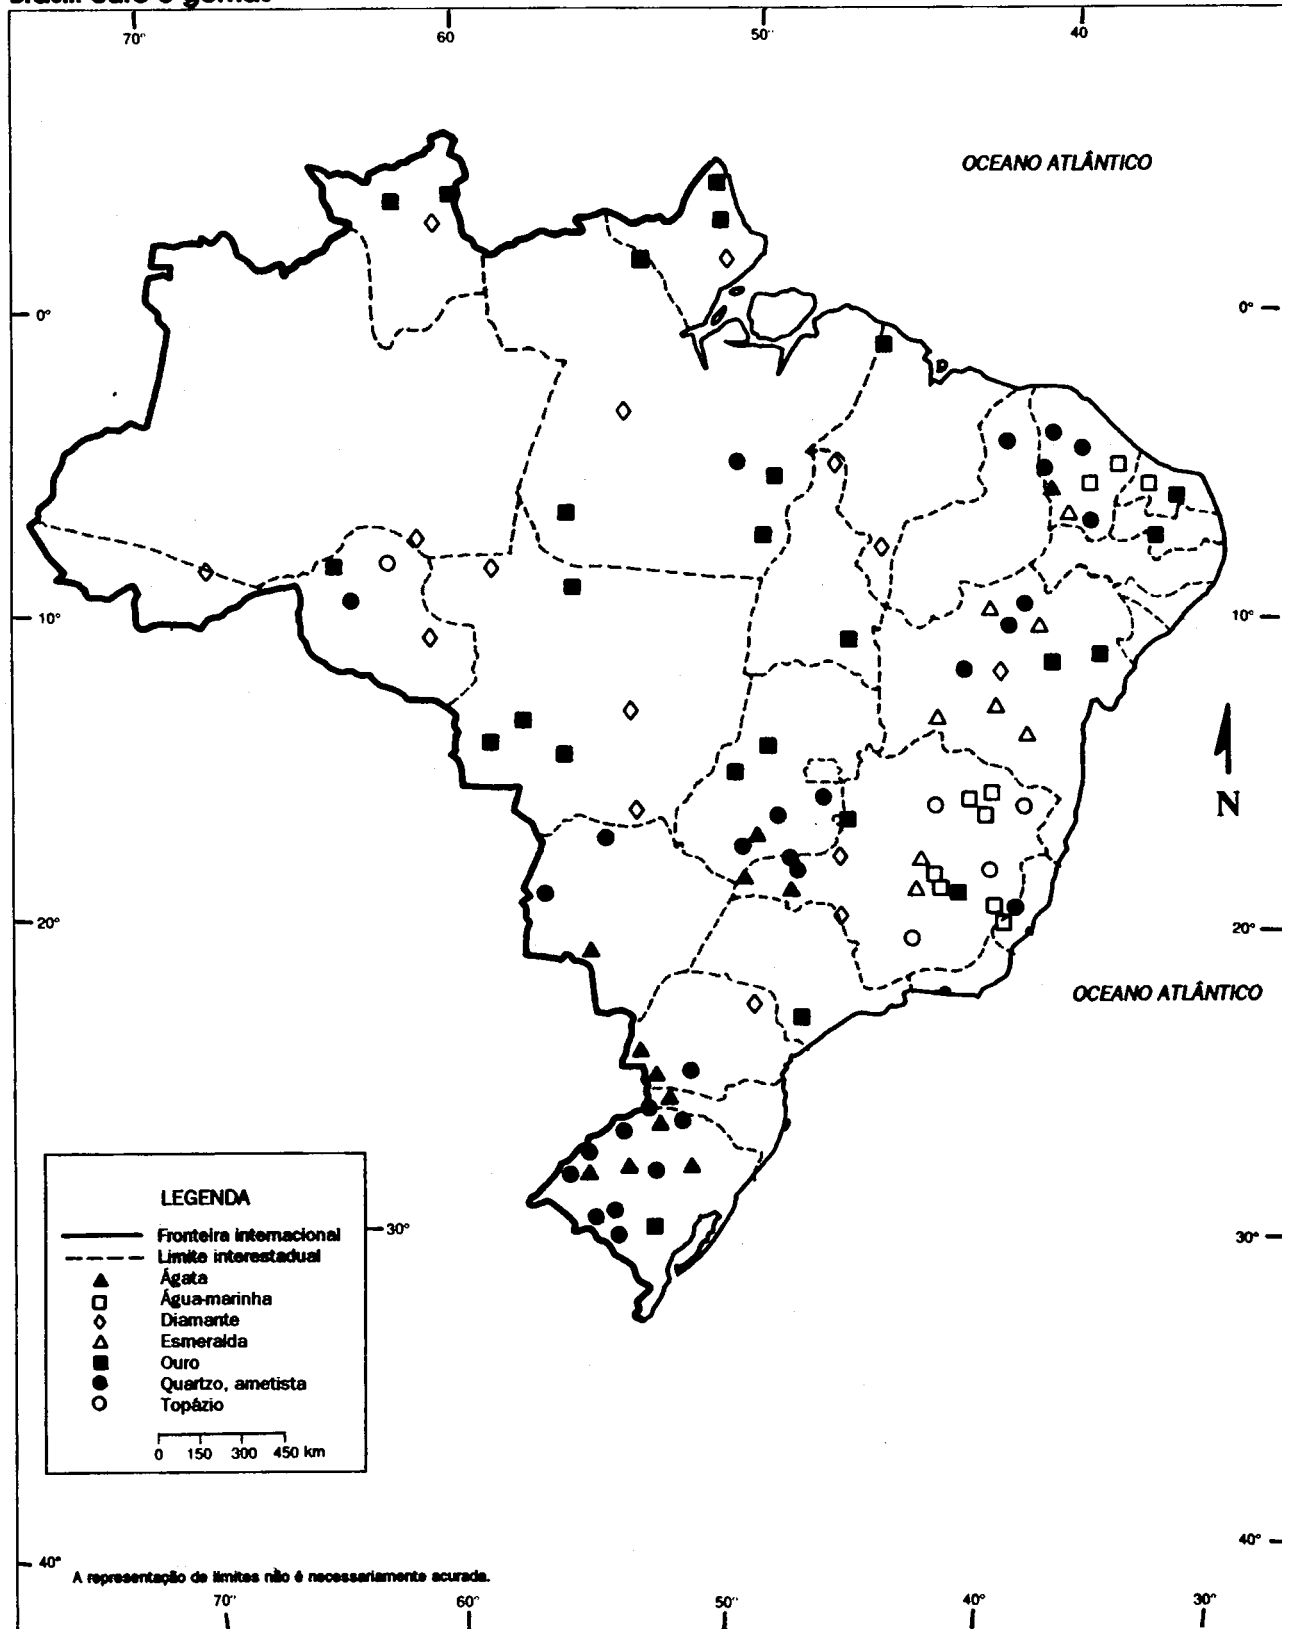 70° 60 50° 40
OCEANO ATLÂNTICO
0° 0°
10° 10°
N
20° 20°
OCEANO ATLÂNTICO
LEGENDA
Fronteira internacional
Limite interestadual
Ágata
Água-marinha
Diamante
Esmeralda
Ouro
Quartzo, ametista
Topázio
0 150 300 450 km
30° 30°
40° 40°
A representação de limites não é necessariamente acurada.
70° 60° 50° 40° 30°